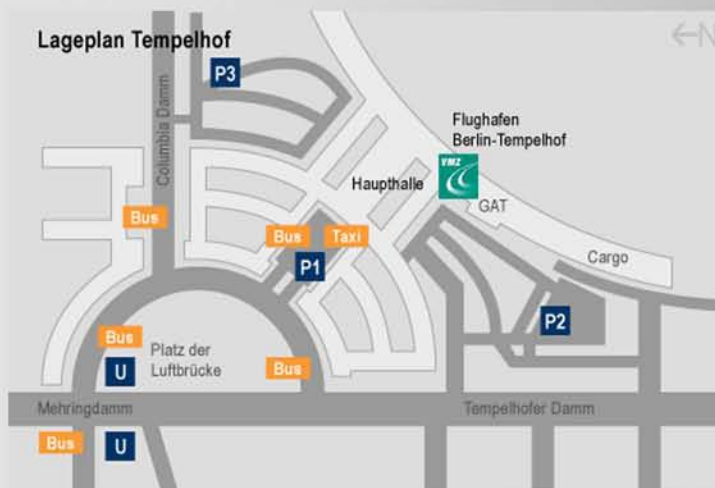 Lageplan Tempelhof
←N
P3
Columbia Damm
Flughafen
Berlin-Tempelhof
VMZ
Haupthalle
GAT
Bus
Bus
Taxi
P1
Cargo
P2
Bus
Platz der
Luftbrücke
U
Bus
Mehringdamm
Tempelhofer Damm
Bus
U